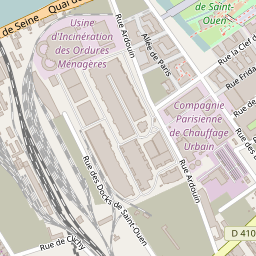 de Seine
Quai de
Usine
d'Incinération
des Ordures
Ménagères
Rue Ardouin
Allée de Paris
de Saint-
Ouen
Rue la Clef d
Rue Frida
Compagnie
Parisienne
de Chauffage
Urbain
Rue des
Rue Ardouin
Rue des Docks
de Saint-Ouen
Rue de Clichy
D 410